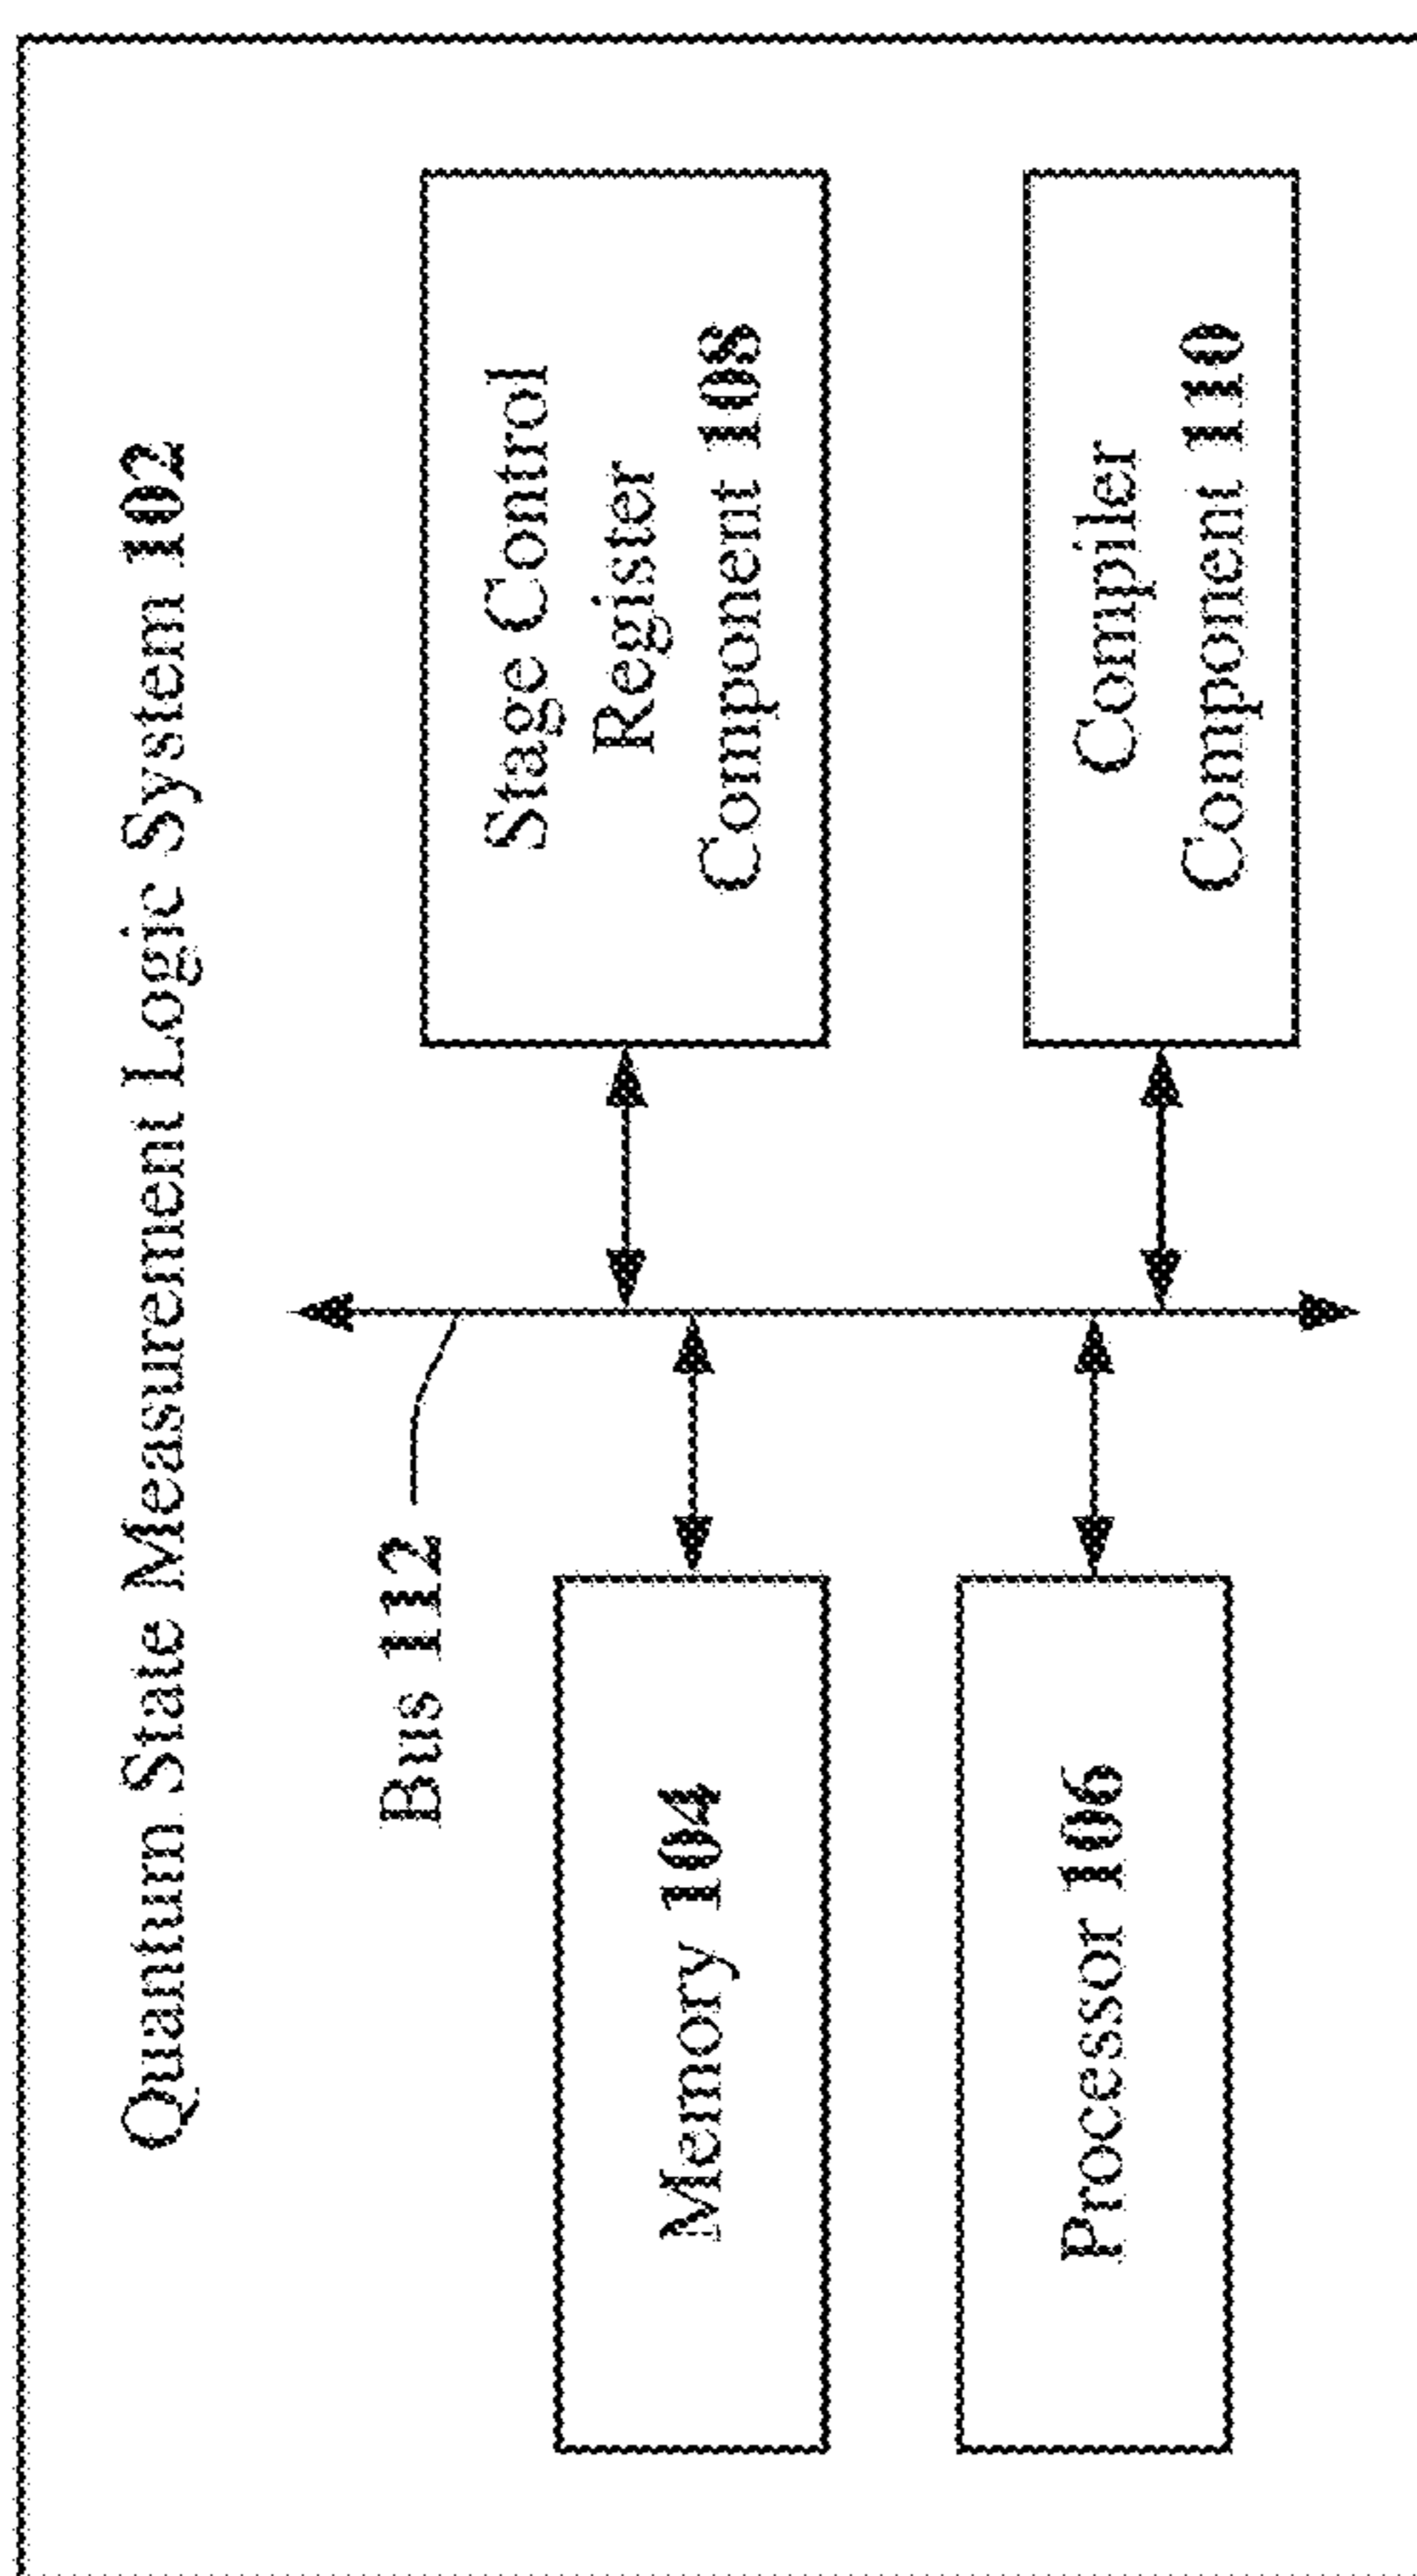 Quantum State Measurement Logic System 102
Bus 112
Memory 104
Stage Control
Register
Component 108
Processor 106
Compiler
Component 110